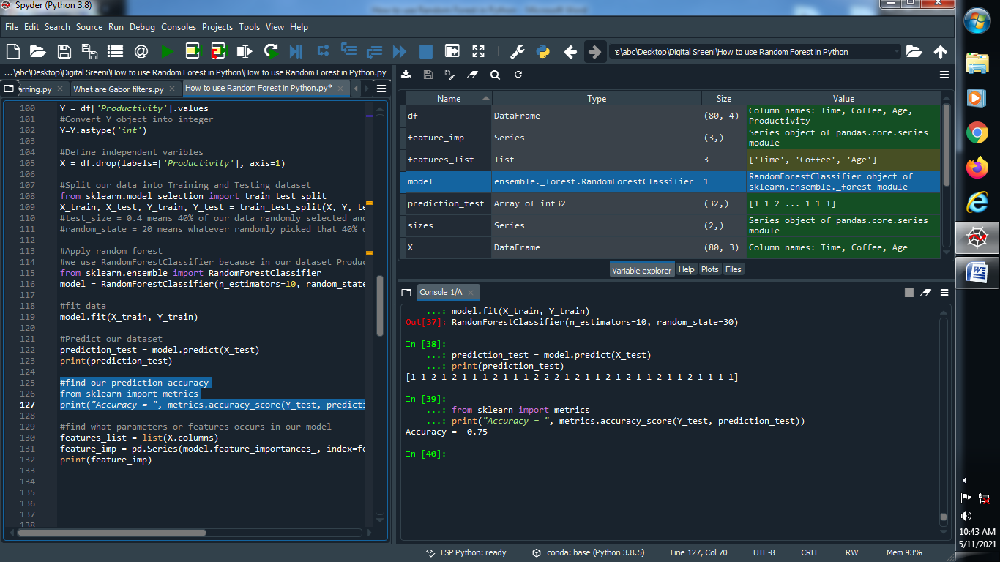 Spyder (Python 3.8)
File Edit Search Source Run Debug Consoles Projects Tools View Help
:s\abc\Desktop\Digital Sreeni\How to use Random Forest in Python
...\abc\Desktop\Digital Sreeni\How to use Random Forest in Python\How to use Random Forest in Python.py
arning.py What are Gabor filters.py How to use Random Forest in Python.py*
100 Y = df['Productivity'].values
101 #Convert Y object into integer
102 Y=Y.astype('int')
103
104 #Define independent varibles
105 X = df.drop(labels=['Productivity'], axis=1)
106
107 #Split our data into Training and Testing dataset
108 from sklearn.model_selection import train_test_split
109 X_train, X_test, Y_train, Y_test = train_test_split(X, Y, te
110 #test_size = 0.4 means 40% of our data randomly selected and
111 #random_state = 20 means whatever randomly picked that 40% d
112
113 #Apply random forest
114 #we use RandomForestClassifier because in our dataset Produc
115 from sklearn.ensemble import RandomForestClassifier
116 model = RandomForestClassifier(n_estimators=10, random_state
117
118 #fit data
119 model.fit(X_train, Y_train)
120
121 #Predict our dataset
122 prediction_test = model.predict(X_test)
123 print(prediction_test)
124
125 #find our prediction accuracy
126 from sklearn import metrics
127 print("Accuracy = ", metrics.accuracy_score(Y_test, predicti
128
129 #find what parameters or features occurs in our model
130 features_list = list(X.columns)
131 feature_imp = pd.Series(model.feature_importances_, index=fe
132 print(feature_imp)
133
134
135
136
137
138
Name Type Size Value
df DataFrame (80, 4) Column names: Time, Coffee, Age,
Productivity
feature_imp Series (3,) Series object of pandas.core.series
module
features_list list 3 ['Time', 'Coffee', 'Age']
model ensemble._forest.RandomForestClassifier 1 RandomForestClassifier object of
sklearn.ensemble._forest module
prediction_test Array of int32 (32,) [1 1 2 ... 1 1 1]
sizes Series (2,) Series object of pandas.core.series
module
X DataFrame (80, 3) Column names: Time, Coffee, Age
Variable explorer Help Plots Files
Console 1/A
...: model.fit(X_train, Y_train)
Out[37]: RandomForestClassifier(n_estimators=10, random_state=30)
In [38]:
...: prediction_test = model.predict(X_test)
...: print(prediction_test)
[1 1 2 1 2 1 1 1 2 1 1 1 2 2 2 1 2 1 1 2 1 2 1 1 2 1 1 2 1 1 1 1]
In [39]:
...: from sklearn import metrics
...: print("Accuracy = ", metrics.accuracy_score(Y_test, prediction_test))
Accuracy =  0.75
In [40]:
LSP Python: ready conda: base (Python 3.8.5) Line 127, Col 70 UTF-8 CRLF RW Mem 93%
10:43 AM
5/11/2021